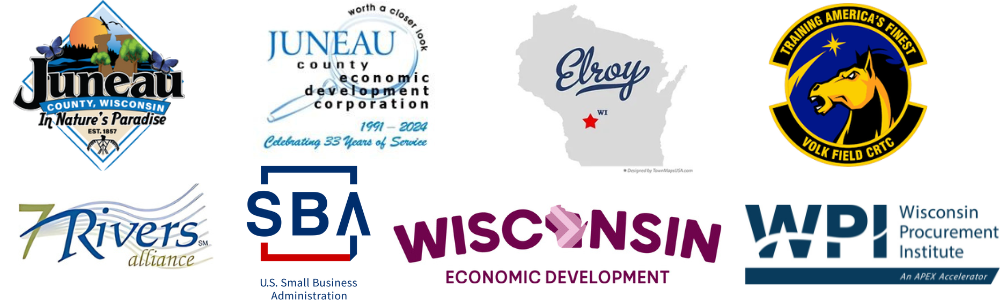 Juneau
COUNTY, WISCONSIN
In Nature's Paradise
EST. 1857
worth a closer look
JUNEAU
county
economic
development
corporation
1991 – 2024
Celebrating 33 Years of Service
Elroy
WI
Designed by TownMapsUSA.com
TRAINING AMERICA'S FINEST
VOLK FIELD CRTC
7 Rivers SM
alliance
SBA
U.S. Small Business
Administration
WISCONSIN
ECONOMIC DEVELOPMENT
WPI
Wisconsin
Procurement
Institute
An APEX Accelerator